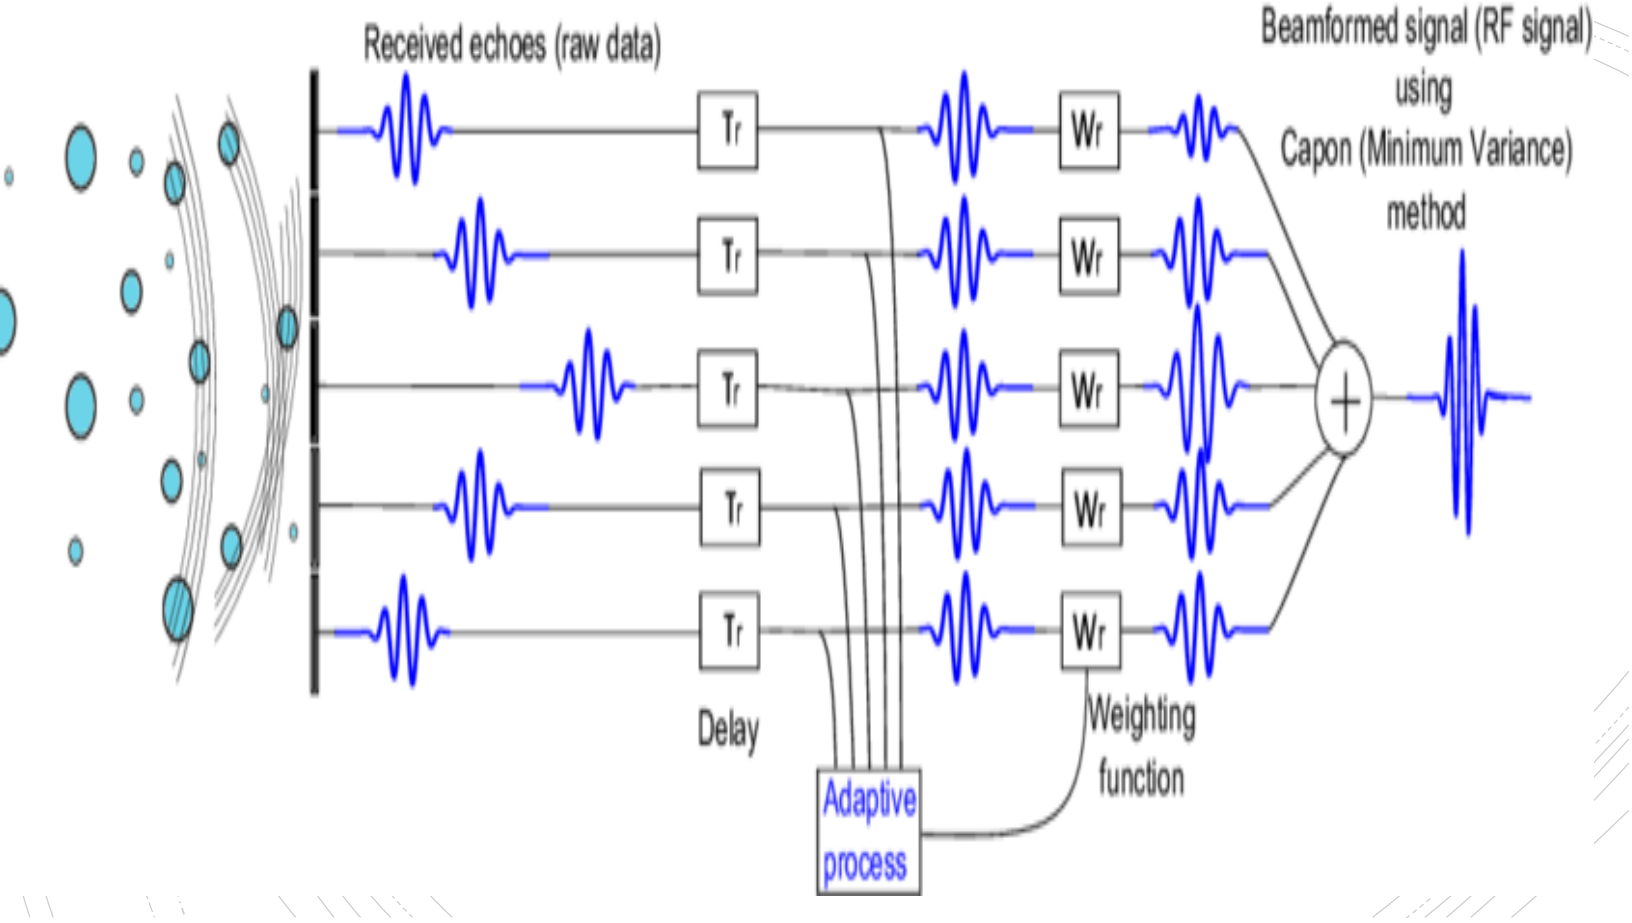 Received echoes (raw data)
Beamformed signal (RF signal)
using
Capon (Minimum Variance)
method
Tr
Wr
Tr
Wr
Tr
Wr
+
Tr
Wr
Tr
Wr
Delay
Weighting
function
Adaptive
process